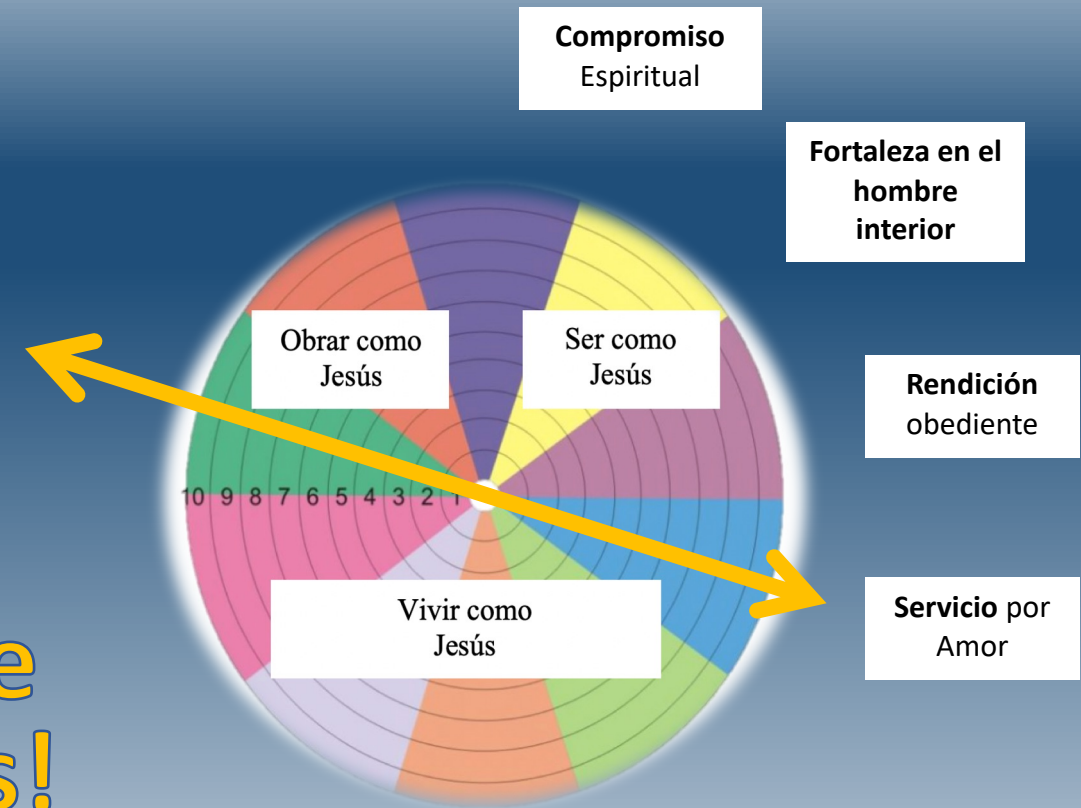 Compromiso
Espiritual
Fortaleza en el
hombre
interior
Obrar como
Jesús
Ser como
Jesús
Rendición
obediente
10 9 8 7 6 5 4 3 2 1
Vivir como
Jesús
Servicio por
Amor
e
s!